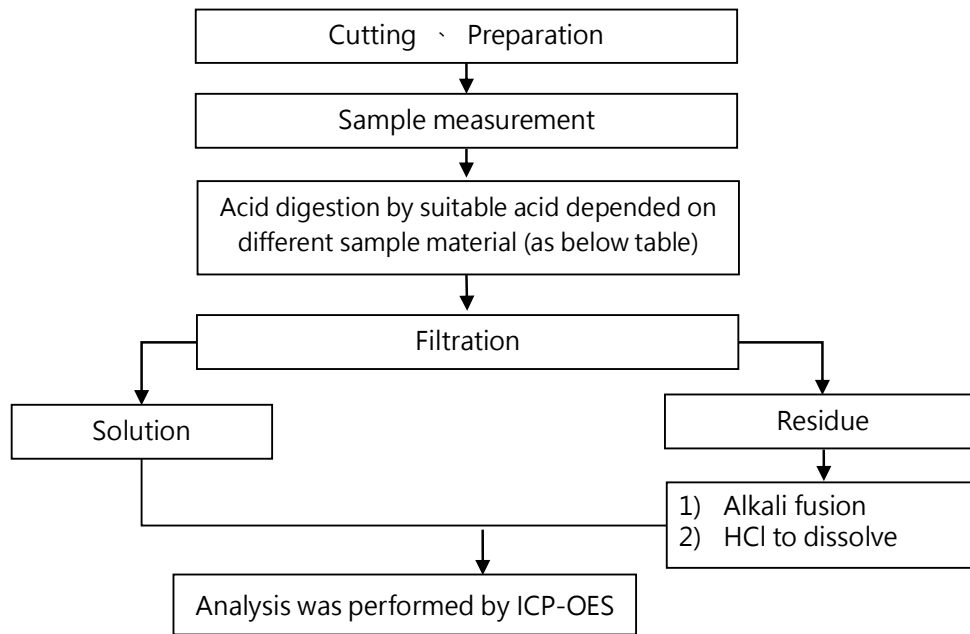 Cutting 、 Preparation
Sample measurement
Acid digestion by suitable acid depended on
different sample material (as below table)
Filtration
Solution
Residue
1) Alkali fusion
2) HCl to dissolve
Analysis was performed by ICP-OES